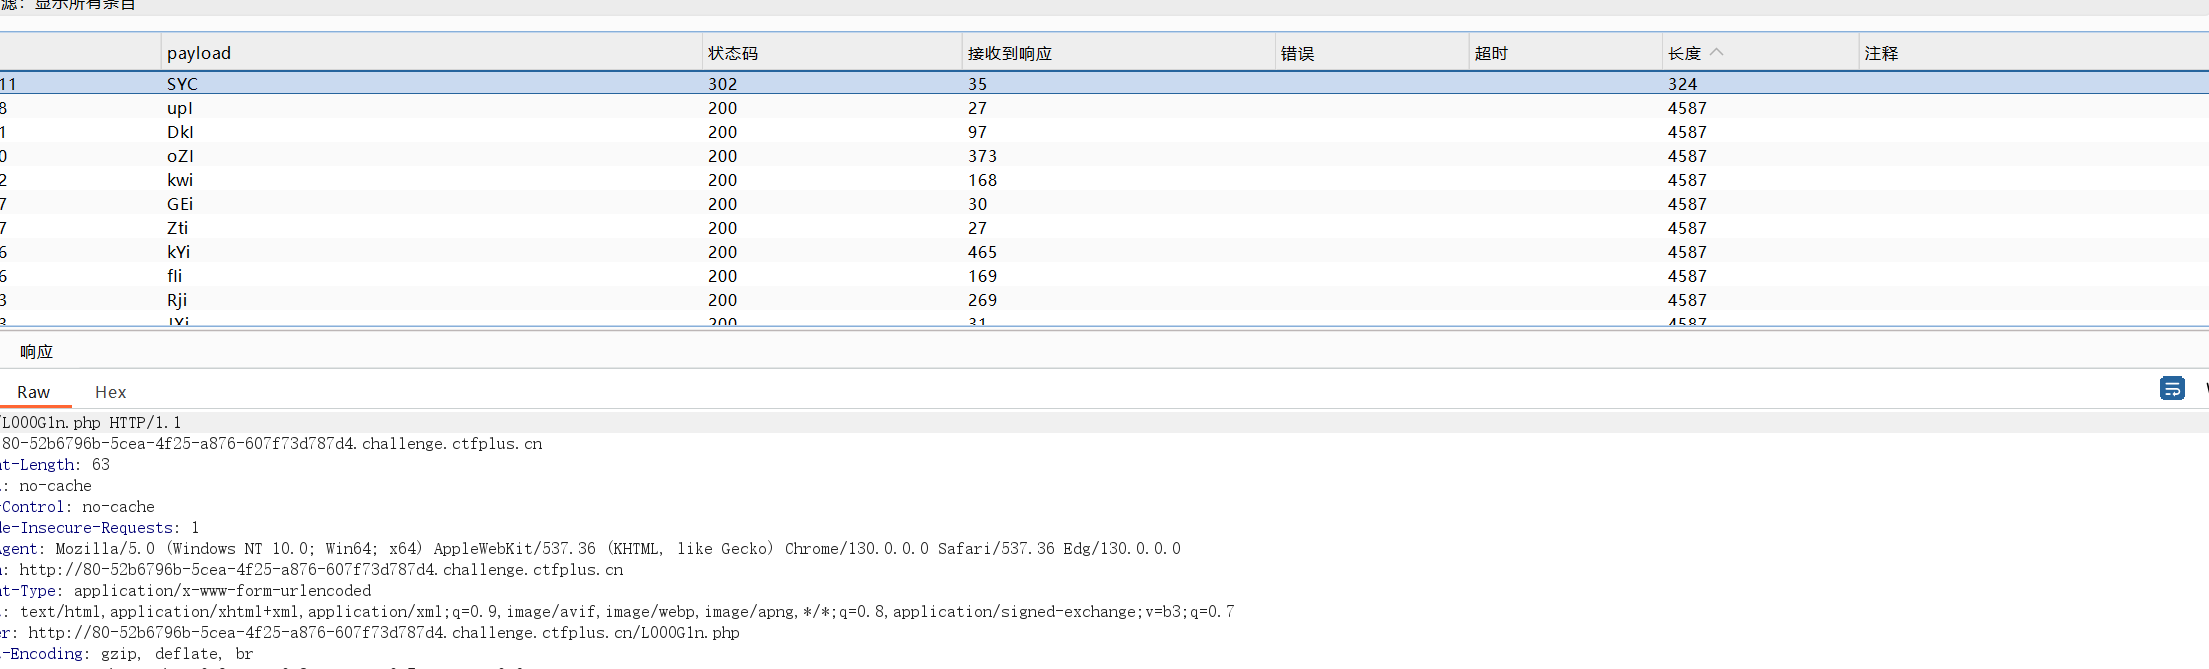 滤：显示所有条目
payload 状态码 接收到响应 错误 超时 长度 注释
11 SYC 302 35 324
8 upI 200 27 4587
1 DkI 200 97 4587
0 oZI 200 373 4587
2 kwi 200 168 4587
7 GEi 200 30 4587
7 Zti 200 27 4587
6 kYi 200 465 4587
6 fIi 200 169 4587
3 Rji 200 269 4587
3 200 31 4587
响应
Raw Hex
/L000G1n.php HTTP/1.1
80-52b6796b-5cea-4f25-a876-607f73d787d4.challenge.ctfplus.cn
nt-Length: 63
: no-cache
-Control: no-cache
de-Insecure-Requests: 1
Agent: Mozilla/5.0 (Windows NT 10.0; Win64; x64) AppleWebKit/537.36 (KHTML, like Gecko) Chrome/130.0.0.0 Safari/537.36 Edg/130.0.0.0
: http://80-52b6796b-5cea-4f25-a876-607f73d787d4.challenge.ctfplus.cn
nt-Type: application/x-www-form-urlencoded
: text/html,application/xhtml+xml,application/xml;q=0.9,image/avif,image/webp,image/apng,*/*;q=0.8,application/signed-exchange;v=b3;q=0.7
er: http://80-52b6796b-5cea-4f25-a876-607f73d787d4.challenge.ctfplus.cn/L000G1n.php
-Encoding: gzip, deflate, br